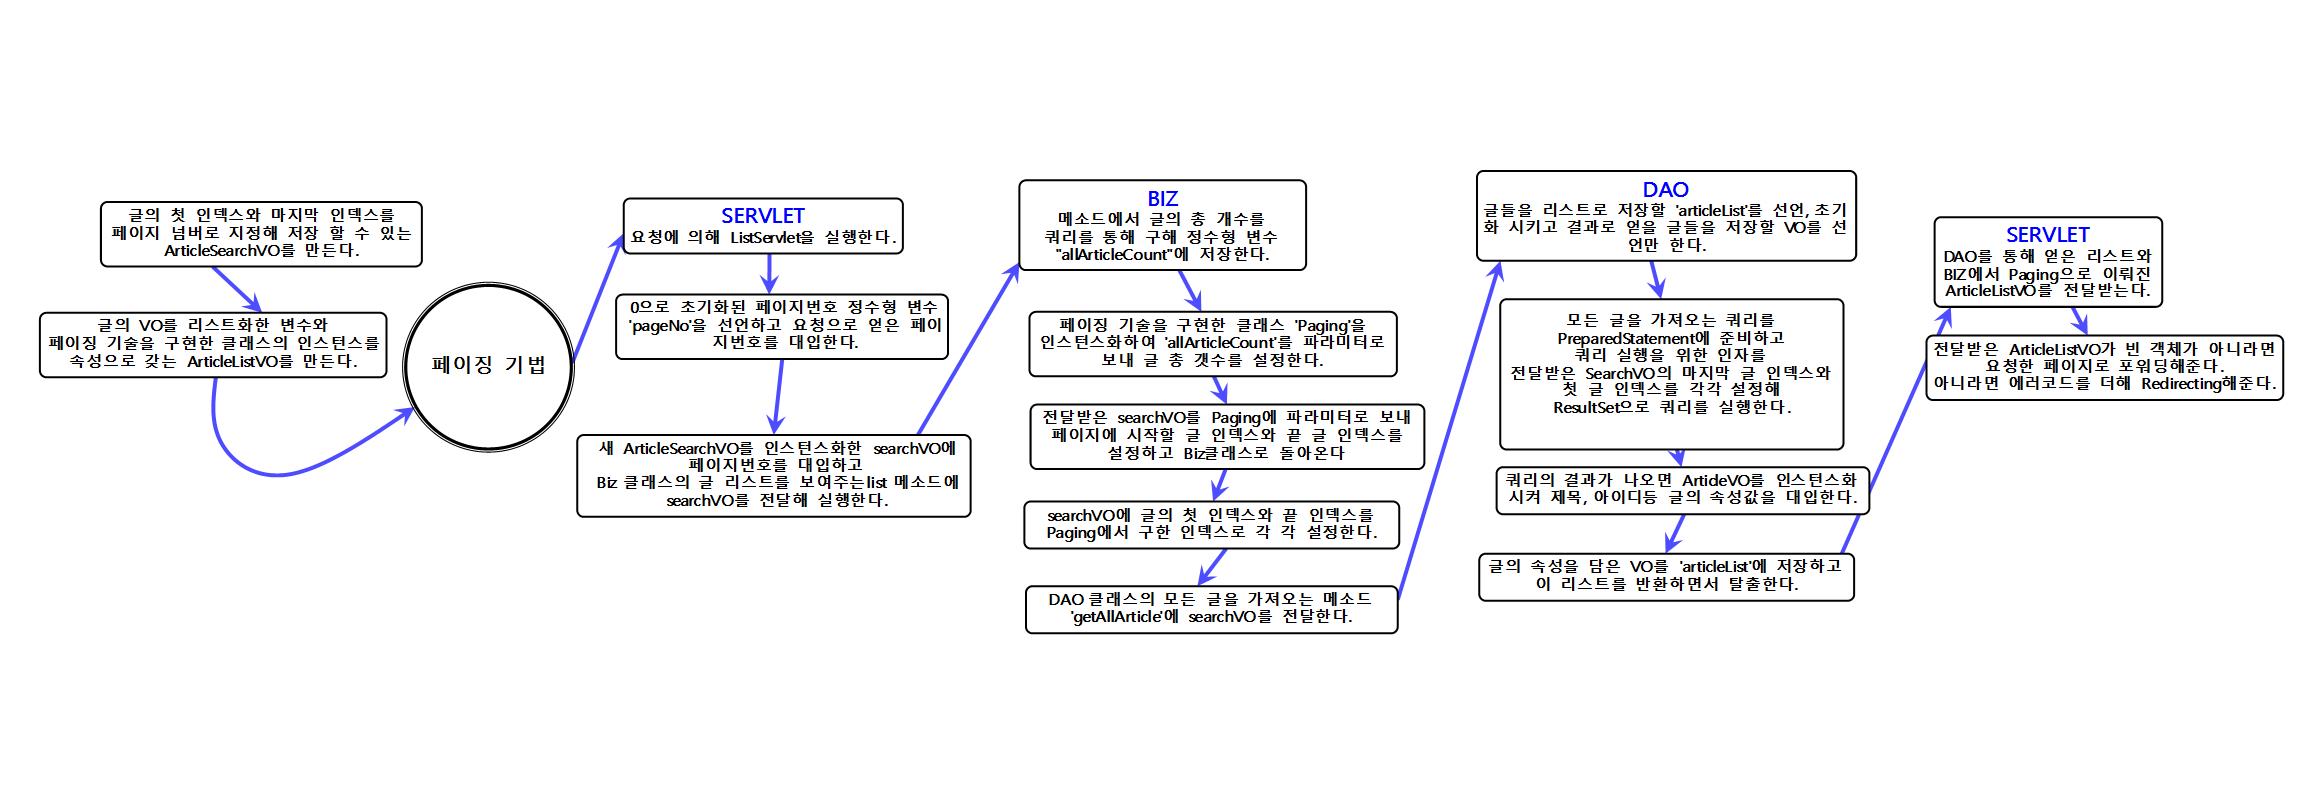 글의 첫 인덱스와 마지막 인덱스를
페이지 넘버로 지정해 저장 할 수 있는
ArticleSearchVO를 만든다.
글의 VO를 리스트화한 변수와
페이징 기술을 구현한 클래스의 인스턴스를
속성으로 갖는 ArticleListVO를 만든다.
페이징 기법
SERVLET
요청에 의해 ListServlet을 실행한다.
0으로 초기화된 페이지번호 정수형 변수
'pageNo'을 선언하고 요청으로 얻은 페이
지번호를 대입한다.
새 ArticleSearchVO를 인스턴스화한 searchVO에
페이지번호를 대입하고
Biz 클래스의 글 리스트를 보여주는list 메소드에
searchVO를 전달해 실행한다.
BIZ
메소드에서 글의 총 개수를
쿼리를 통해 구해 정수형 변수
"allArticleCount"에 저장한다.
페이징 기술을 구현한 클래스 'Paging'을
인스턴스화하여 'allArticleCount'를 파라미터로
보내 글 총 갯수를 설정한다.
전달받은 searchVO를 Paging에 파라미터로 보내
페이지에 시작할 글 인덱스와 끝 글 인덱스를
설정하고 Biz클래스로 돌아온다
searchVO에 글의 첫 인덱스와 끝 인덱스를
Paging에서 구한 인덱스로 각 각 설정한다.
DAO 클래스의 모든 글을 가져오는 메소드
'getAllArticle'에 searchVO를 전달한다.
DAO
글들을 리스트로 저장할 'articleList'를 선언, 초기
화 시키고 결과로 얻을 글들을 저장할 VO를 선
언만 한다.
모든 글을 가져오는 쿼리를
PreparedStatement에 준비하고
쿼리 실행을 위한 인자를
전달받은 SearchVO의 마지막 글 인덱스와
첫 글 인덱스를 각각 설정해
ResultSet으로 쿼리를 실행한다.
쿼리의 결과가 나오면 ArticleVO를 인스턴스화
시켜 제목, 아이디등 글의 속성값을 대입한다.
글의 속성을 담은 VO를 'articleList'에 저장하고
이 리스트를 반환하면서 탈출한다.
SERVLET
DAO를 통해 얻은 리스트와
BIZ에서 Paging으로 이뤄진
ArticleListVO를 전달받는다.
전달받은 ArticleListVO가 빈 객체가 아니라면
요청한 페이지로 포워딩해준다.
아니라면 에러코드를 더해 Redirecting해준다.